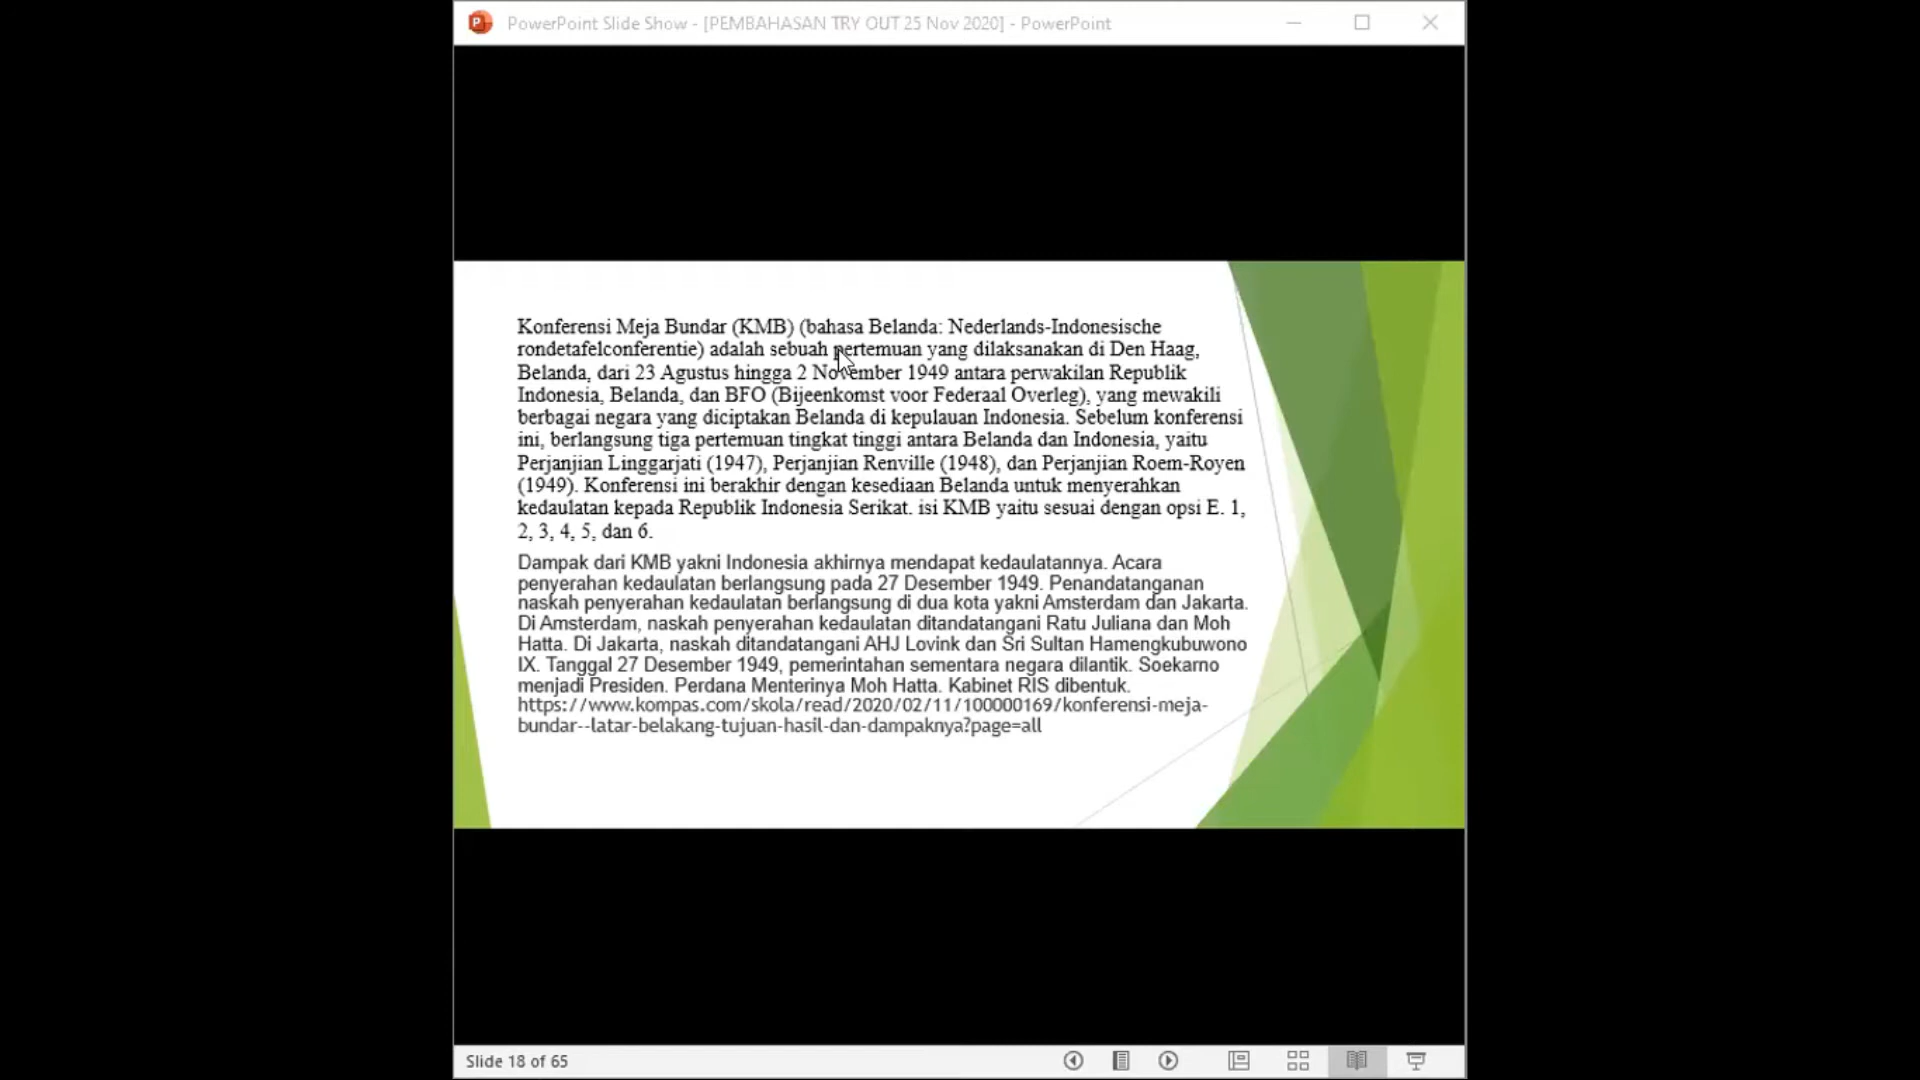 PowerPoint Slide Show - [PEMBAHASAN TRY OUT 25 Nov 2020] - PowerPoint
Konferensi Meja Bundar (KMB) (bahasa Belanda: Nederlands-Indonesische
rondetafelconferentie) adalah sebuah pertemuan yang dilaksanakan di Den Haag,
Belanda, dari 23 Agustus hingga 2 November 1949 antara perwakilan Republik
Indonesia, Belanda, dan BFO (Bijeenkomst voor Federaal Overleg), yang mewakili
berbagai negara yang diciptakan Belanda di kepulauan Indonesia. Sebelum konferensi
ini, berlangsung tiga pertemuan tingkat tinggi antara Belanda dan Indonesia, yaitu
Perjanjian Linggarjati (1947), Perjanjian Renville (1948), dan Perjanjian Roem-Royen
(1949). Konferensi ini berakhir dengan kesediaan Belanda untuk menyerahkan
kedaulatan kepada Republik Indonesia Serikat. isi KMB yaitu sesuai dengan opsi E. 1,
2, 3, 4, 5, dan 6.
Dampak dari KMB yakni Indonesia akhirnya mendapat kedaulatannya. Acara
penyerahan kedaulatan berlangsung pada 27 Desember 1949. Penandatanganan
naskah penyerahan kedaulatan berlangsung di dua kota yakni Amsterdam dan Jakarta.
Di Amsterdam, naskah penyerahan kedaulatan ditandatangani Ratu Juliana dan Moh
Hatta. Di Jakarta, naskah ditandatangani AHJ Lovink dan Sri Sultan Hamengkubuwono
IX. Tanggal 27 Desember 1949, pemerintahan sementara negara dilantik. Soekarno
menjadi Presiden. Perdana Menterinya Moh Hatta. Kabinet RIS dibentuk.
https://www.kompas.com/skola/read/2020/02/11/100000169/konferensi-meja-
bundar--latar-belakang-tujuan-hasil-dan-dampaknya?page=all
Slide 18 of 65